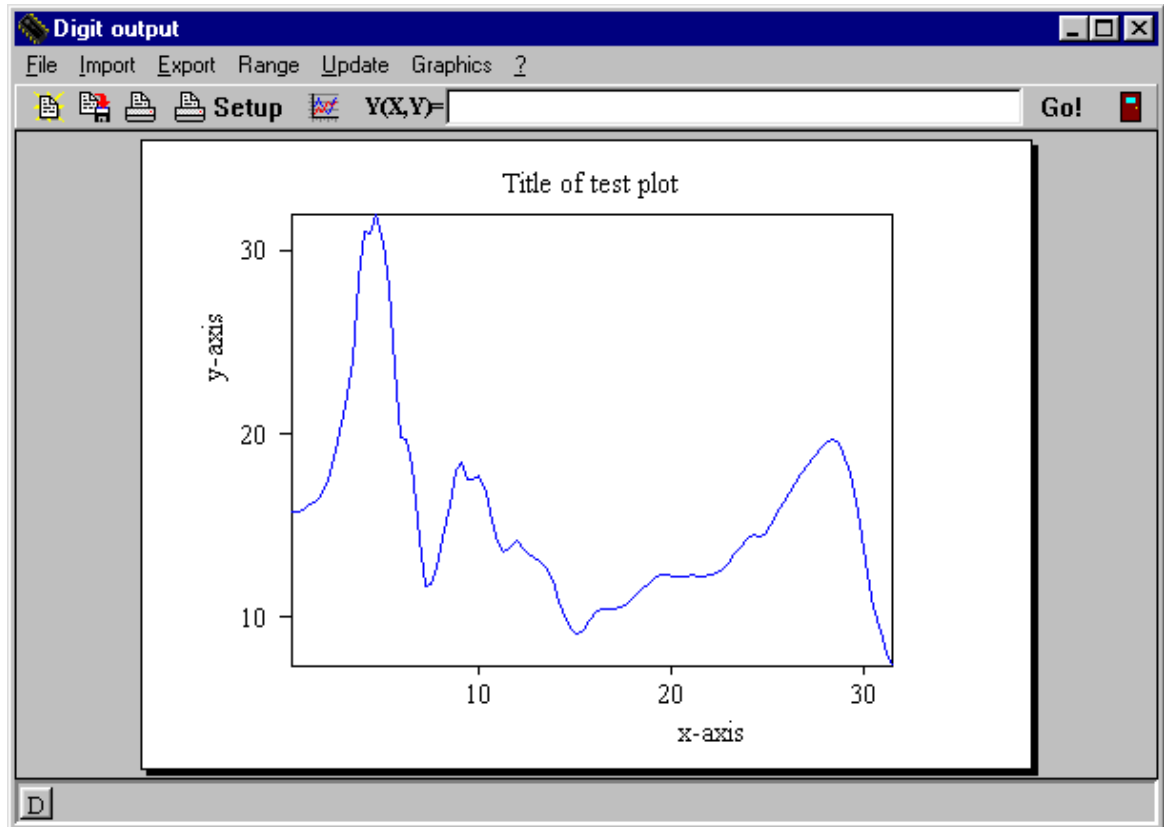 Digit output
File Import Export Range Update Graphics ?
Setup Y(X,Y)= Go!
Title of test plot
30
20
10
y-axis
10 20 30
x-axis
D